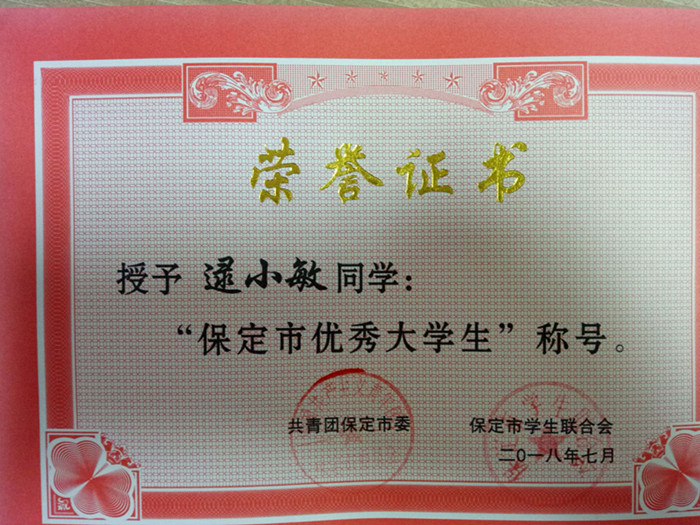 荣誉证书
授予 逯小敏同学：
“保定市优秀大学生”称号。
共青团保定市委 保定市学生联合会
二〇一八年七月